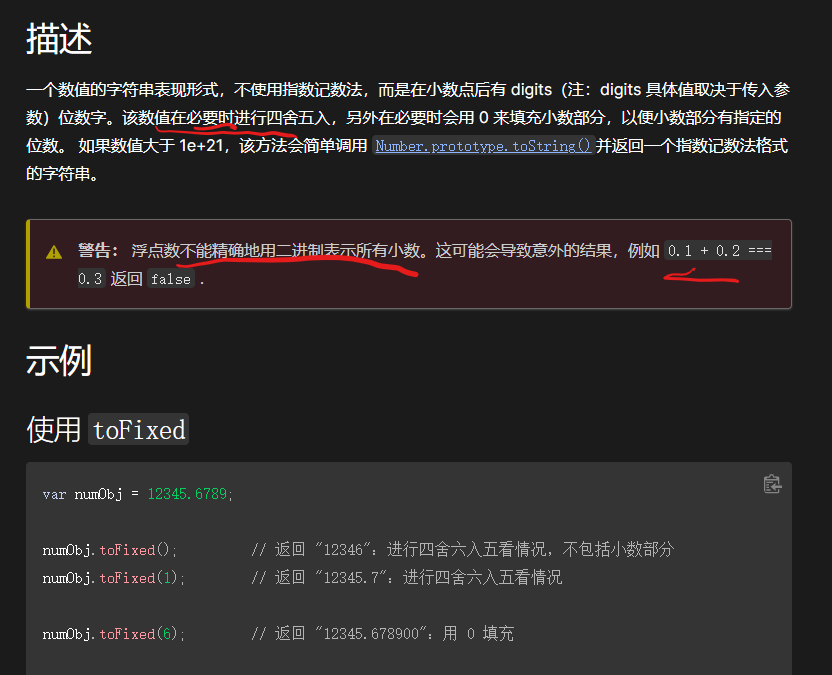 描述
一个数值的字符串表现形式，不使用指数记数法，而是在小数点后有 digits（注：digits 具体值取决于传入参
数）位数字。该数值在必要时进行四舍五入，另外在必要时会用 0 来填充小数部分，以便小数部分有指定的
位数。 如果数值大于 1e+21，该方法会简单调用 Number.prototype.toString() 并返回一个指数记数法格式
的字符串。
警告： 浮点数不能精确地用二进制表示所有小数。这可能会导致意外的结果，例如 0.1 + 0.2 ===
0.3 返回 false .
示例
使用 toFixed
var numObj = 12345.6789;
numObj.toFixed(); // 返回 "12346"：进行四舍六入五看情况，不包括小数部分
numObj.toFixed(1); // 返回 "12345.7"：进行四舍六入五看情况
numObj.toFixed(6); // 返回 "12345.678900"：用 0 填充